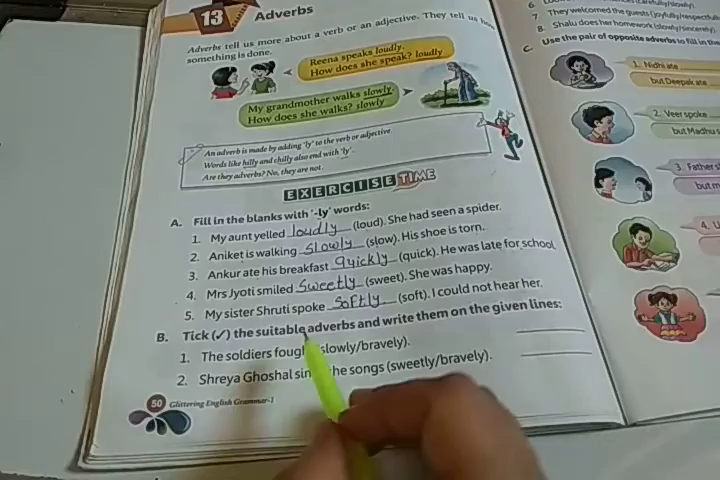 13 Adverbs
Adverbs tell us more about a verb or an adjective. They tell us how
something is done.
Reena speaks loudly.
How does she speak? loudly
My grandmother walks slowly
How does she walks? slowly
An adverb is made by adding 'ly' to the verb or adjective.
Words like hilly and chilly also end with 'ly'.
Are they adverbs? No, they are not.
EXERCISE TIME
A. Fill in the blanks with '-ly' words:
1. My aunt yelled loudly (loud). She had seen a spider.
2. Aniket is walking slowly (slow). His shoe is torn.
3. Ankur ate his breakfast quickly (quick). He was late for school
4. Mrs Jyoti smiled sweetly (sweet). She was happy.
5. My sister Shruti spoke softly (soft). I could not hear her.
B. Tick (✓) the suitable adverbs and write them on the given lines:
1. The soldiers fough slowly/bravely).
2. Shreya Ghoshal sin he songs (sweetly/bravely).
50 Glittering English Grammar-1
6.
7. They welcomed the guests (joyfully/respectful
8. Shalu does her homework (slowly/sincerely).
C. Use the pair of opposite adverbs to fill in the
1. Nidhi ate
but Deepak ate
2. Veer spoke
but Madhu s
3. Father s
but m
4. U